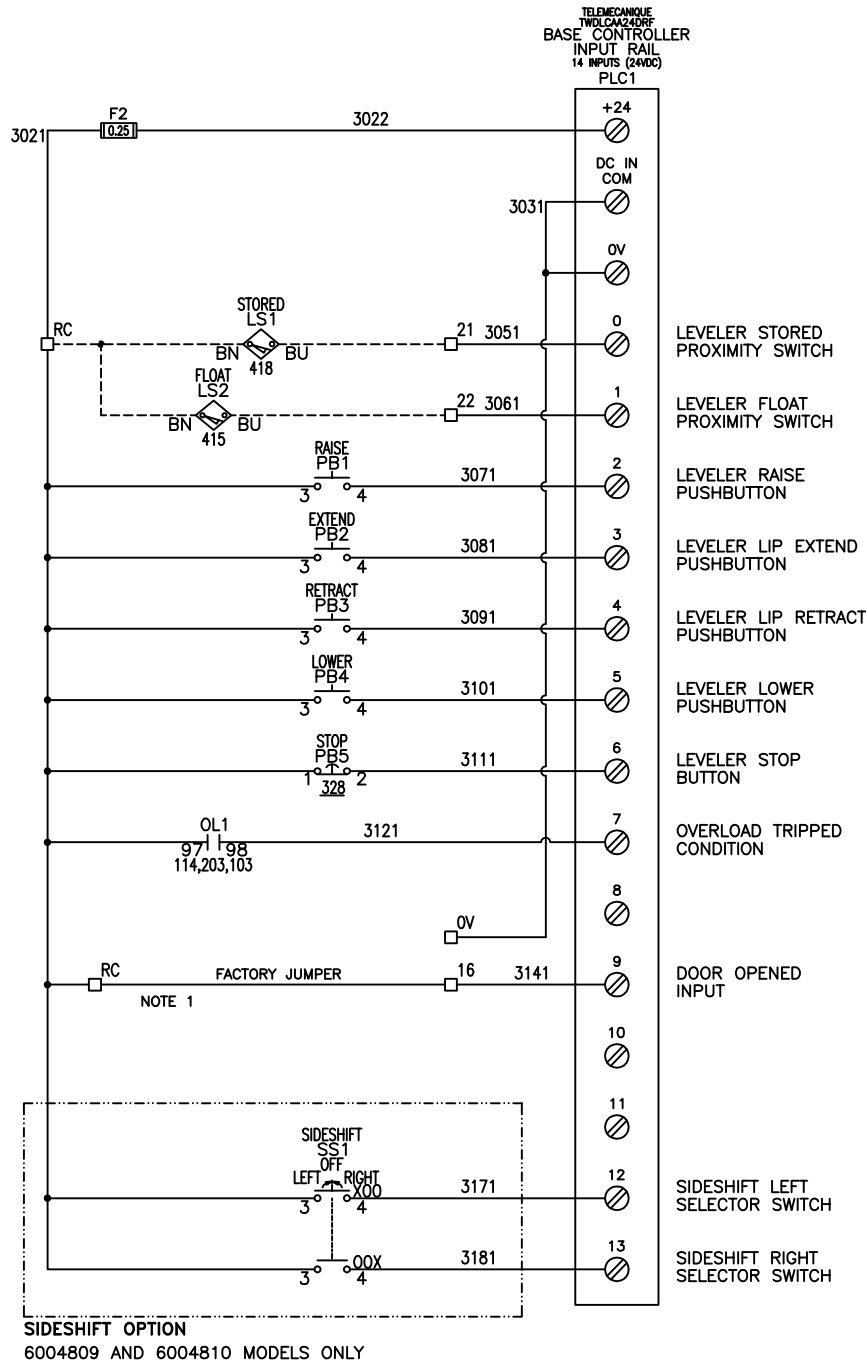 TELEMECANIQUE
TWDLCAA24DRF
BASE CONTROLLER
INPUT RAIL
14 INPUTS (24VDC)
PLC1
+24
F2
0.25
3022
3021
DC IN
COM
3031
0V
0
STORED
LS1
RC
BN
BU
418
21 3051
LEVELER STORED
PROXIMITY SWITCH
1
FLOAT
LS2
BN
BU
415
22 3061
LEVELER FLOAT
PROXIMITY SWITCH
2
RAISE
PB1
3
4
3071
LEVELER RAISE
PUSHBUTTON
3
EXTEND
PB2
3
4
3081
LEVELER LIP EXTEND
PUSHBUTTON
4
RETRACT
PB3
3
4
3091
LEVELER LIP RETRACT
PUSHBUTTON
5
LOWER
PB4
3
4
3101
LEVELER LOWER
PUSHBUTTON
6
STOP
PB5
1
2
328
3111
LEVELER STOP
BUTTON
7
OL1
97
98
114,203,103
3121
OVERLOAD TRIPPED
CONDITION
8
0V
9
RC
FACTORY JUMPER
16
3141
NOTE 1
DOOR OPENED
INPUT
10
11
SIDESHIFT
SS1
OFF
LEFT
RIGHT
XOO
3
4
3171
12
SIDESHIFT LEFT
SELECTOR SWITCH
OOX
3
4
3181
13
SIDESHIFT RIGHT
SELECTOR SWITCH
SIDESHIFT OPTION
6004809 AND 6004810 MODELS ONLY